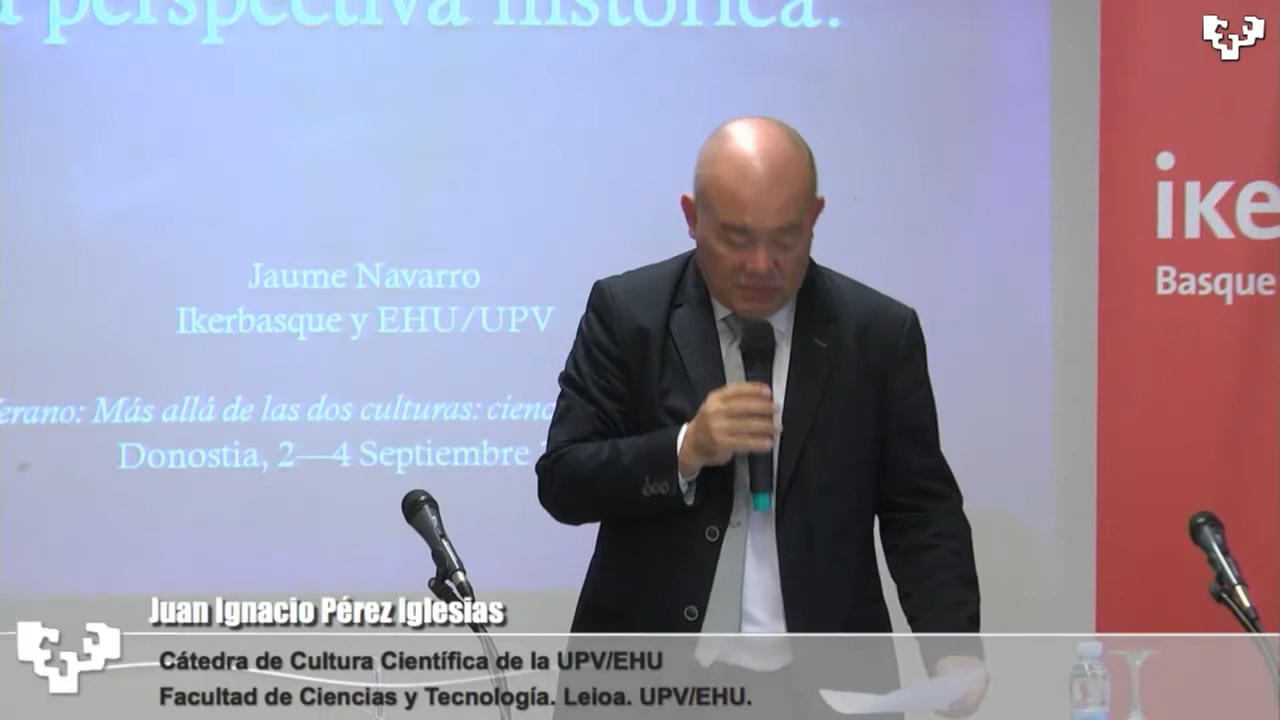 perspectiva histórica.
ike
Basque
Jaume Navarro
Ikerbasque y EHU/UPV
Más allá de las dos culturas:
Donostia, 2—4 Septiembre
Juan Ignacio Pérez Iglesias
Cátedra de Cultura Científica de la UPV/EHU
Facultad de Ciencias y Tecnología. Leioa. UPV/EHU.